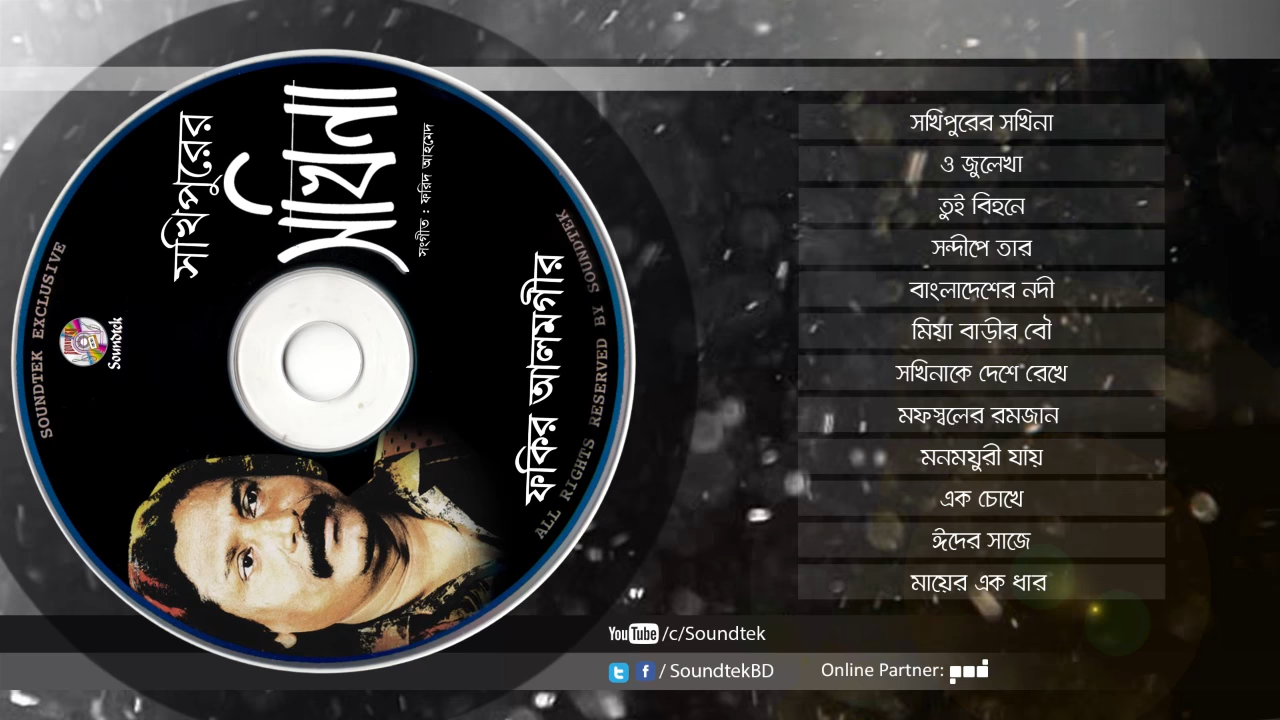 সখিপুরের
সখিনা
সংগীত : ফরিদ আহমেদ
ফকির আলমগীর
SOUNDTEK EXCLUSIVE
Soundtek
ALL RIGHTS RESERVED BY SOUNDTEK
সখিপুরের সখিনা
ও জুলেখা
তুই বিহনে
সন্দীপে তার
বাংলাদেশের নদী
মিয়া বাড়ীর বৌ
সখিনাকে দেশে রেখে
মফস্বলের রমজান
মনময়ুরী যায়
এক চোখে
ঈদের সাজে
মায়ের এক ধার
YouTube /c/Soundtek
/ SoundtekBD
Online Partner: